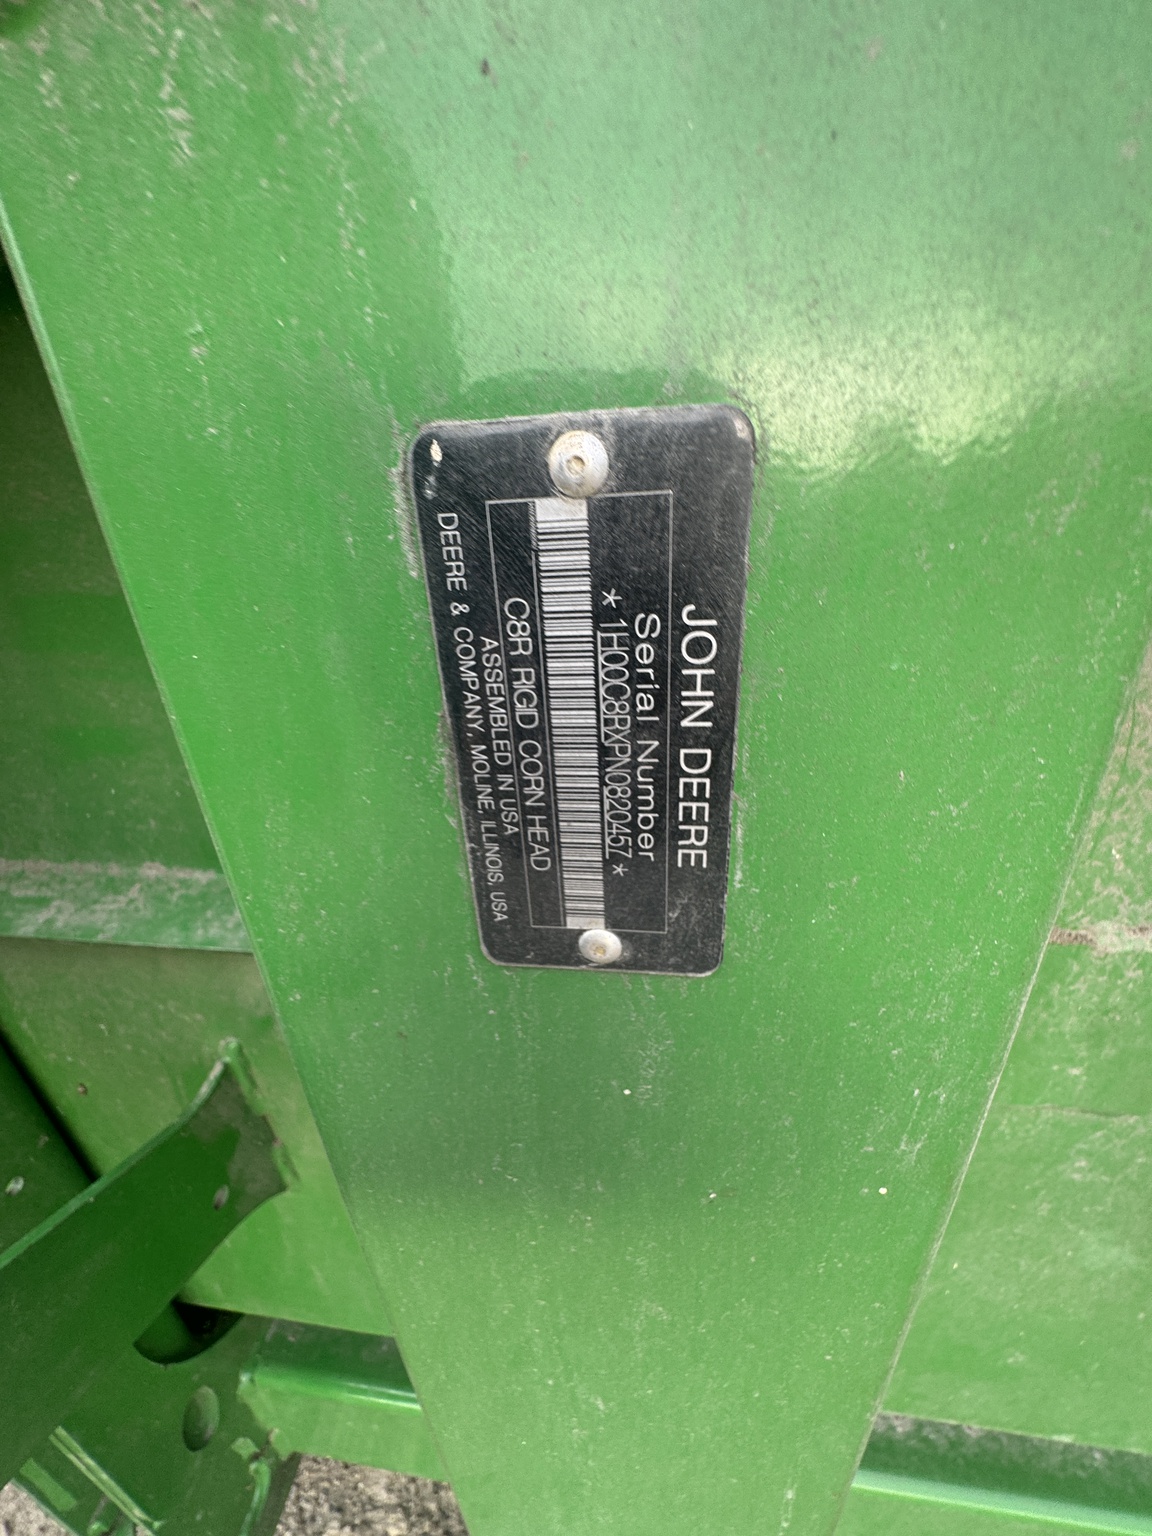 JOHN DEERE
Serial Number
*1H00C8RXPN0820457*
C8R RIGID CORN HEAD
ASSEMBLED IN USA
DEERE & COMPANY, MOLINE, ILLINOIS, USA